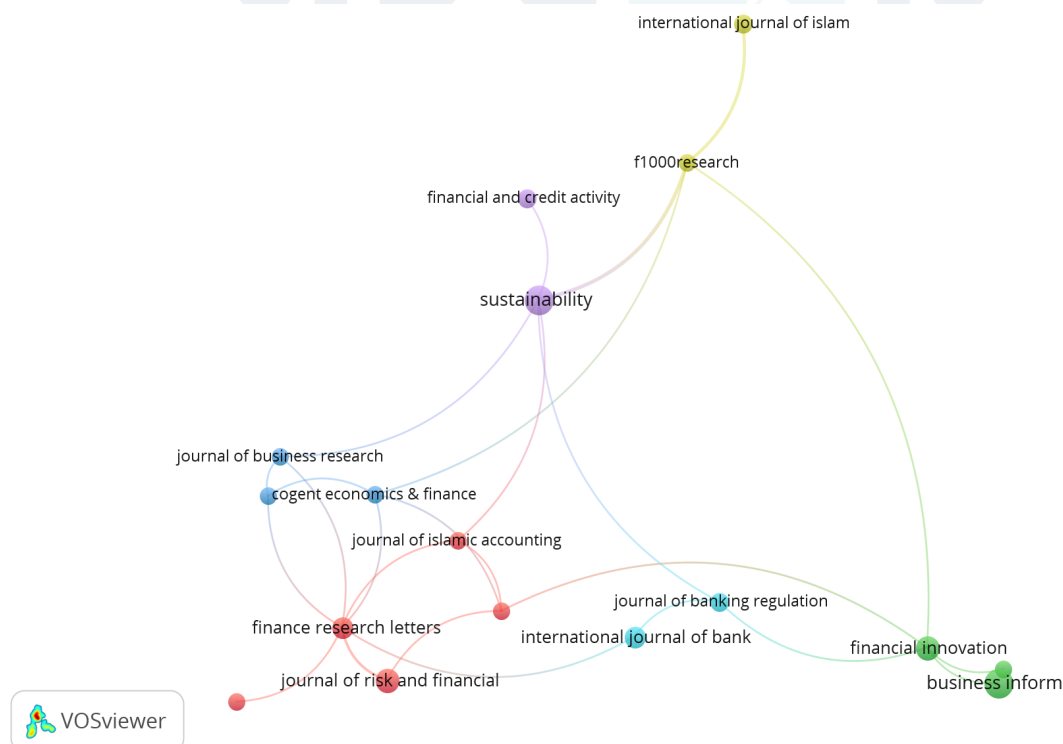 international journal of islam
f1000research
financial and credit activity
sustainability
journal of business research
cogent economics & finance
journal of islamic accounting
journal of banking regulation
finance research letters
international journal of bank
financial innovation
journal of risk and financial
business inform
VOSviewer